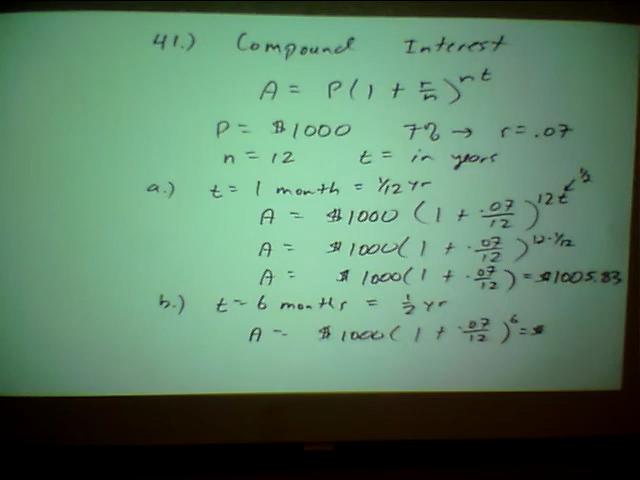 41.) Compound Interest
A = P(1 + r/n)^nt
P = $1000 7% → r = .07
n = 12 t = in years
a.) t = 1 month = 1/12 yr
A = $1000 (1 + .07/12)^12t
A = $1000(1 + .07/12)^12·1/12
A = $1000(1 + .07/12) = $1005.83
b.) t = 6 months = 1/2 yr
A = $1000(1 + .07/12)^6 = $